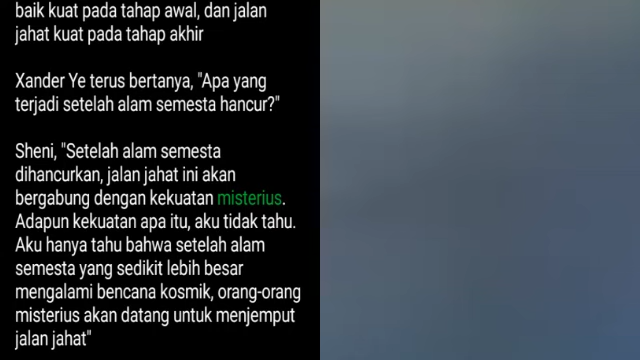 baik kuat pada tahap awal, dan jalan
jahat kuat pada tahap akhir
Xander Ye terus bertanya, "Apa yang
terjadi setelah alam semesta hancur?"
Sheni, "Setelah alam semesta
dihancurkan, jalan jahat ini akan
bergabung dengan kekuatan misterius.
Adapun kekuatan apa itu, aku tidak tahu.
Aku hanya tahu bahwa setelah alam
semesta yang sedikit lebih besar
mengalami bencana kosmik, orang-orang
misterius akan datang untuk menjemput
jalan jahat"